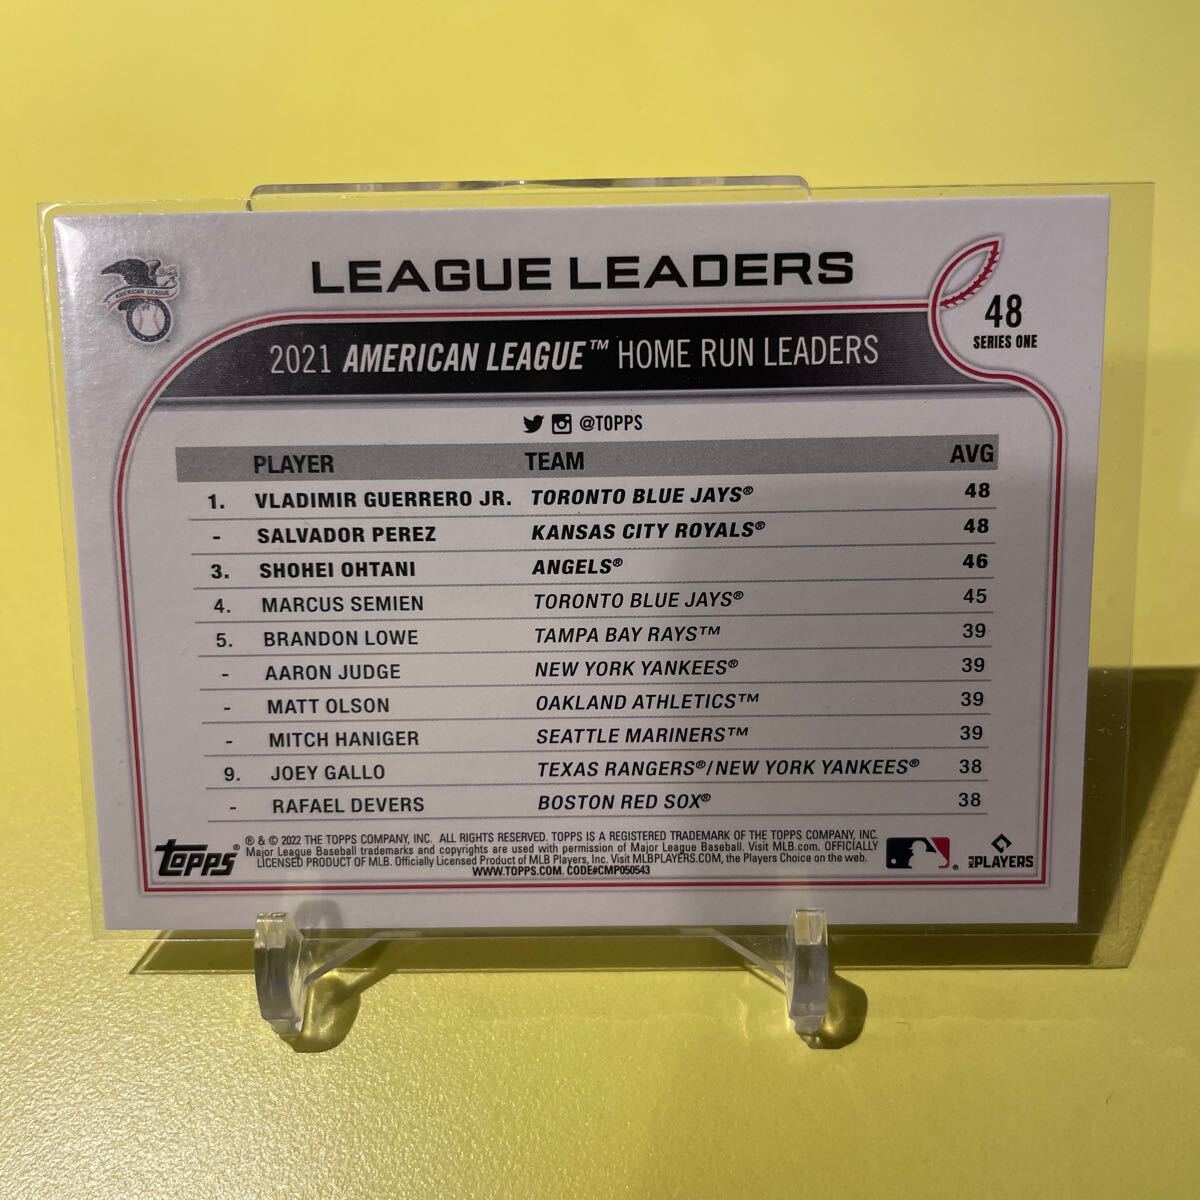 LEAGUE LEADERS
AMERICAN LEAGUE
48
SERIES ONE
2021 AMERICAN LEAGUE™ HOME RUN LEADERS
@TOPPS
PLAYER TEAM AVG
1. VLADIMIR GUERRERO JR. TORONTO BLUE JAYS® 48
- SALVADOR PEREZ KANSAS CITY ROYALS® 48
3. SHOHEI OHTANI ANGELS® 46
4. MARCUS SEMIEN TORONTO BLUE JAYS® 45
5. BRANDON LOWE TAMPA BAY RAYS™ 39
- AARON JUDGE NEW YORK YANKEES® 39
- MATT OLSON OAKLAND ATHLETICS™ 39
- MITCH HANIGER SEATTLE MARINERS™ 39
9. JOEY GALLO TEXAS RANGERS®/NEW YORK YANKEES® 38
- RAFAEL DEVERS BOSTON RED SOX® 38
topps®
® & © 2022 THE TOPPS COMPANY, INC. ALL RIGHTS RESERVED. TOPPS IS A REGISTERED TRADEMARK OF THE TOPPS COMPANY, INC.
Major League Baseball trademarks and copyrights are used with permission of Major League Baseball. Visit MLB.com. OFFICIALLY
LICENSED PRODUCT OF MLB. Officially Licensed Product of MLB Players, Inc. Visit MLBPLAYERS.COM, the Players Choice on the web.
WWW.TOPPS.COM. CODE#CMP050543
MLB PLAYERS